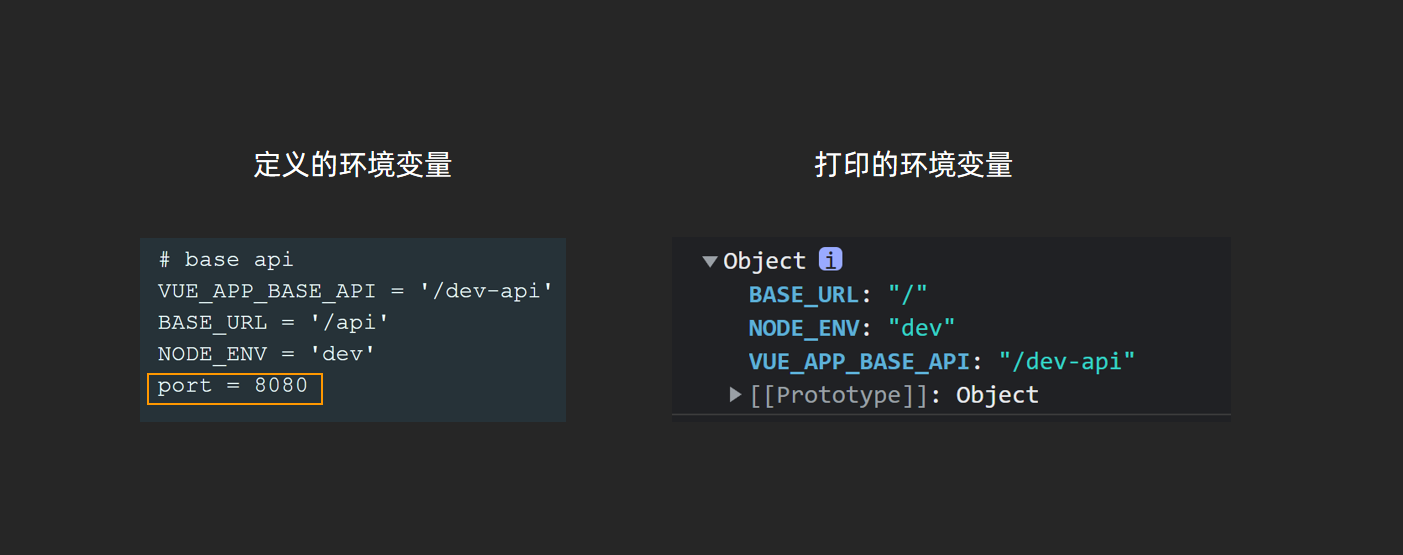 定义的环境变量
打印的环境变量
# base api
VUE_APP_BASE_API = '/dev-api'
BASE_URL = '/api'
NODE_ENV = 'dev'
port = 8080
Object i
BASE_URL: "/"
NODE_ENV: "dev"
VUE_APP_BASE_API: "/dev-api"
[[Prototype]]: Object